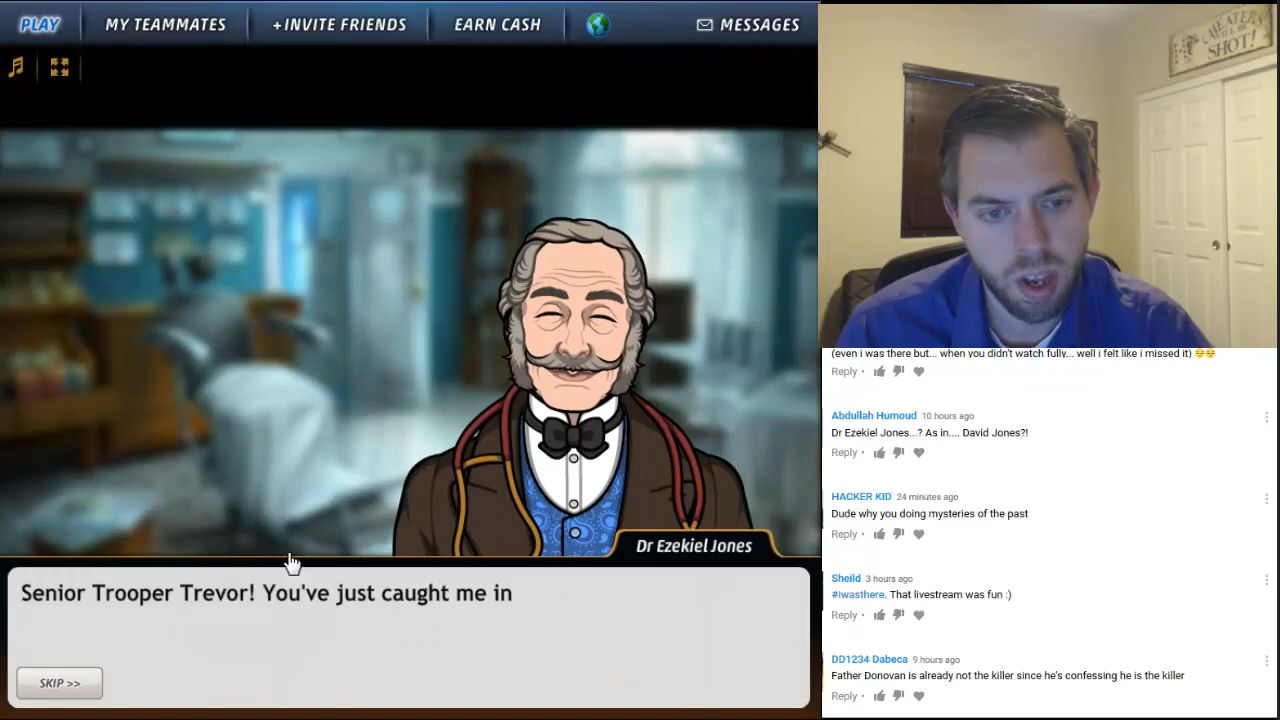 PLAY
MY TEAMMATES
+INVITE FRIENDS
EARN CASH
MESSAGES
CHEATERS
WILL BE
SHOT!
Dr Ezekiel Jones
Senior Trooper Trevor! You've just caught me in
SKIP >>
(even i was there but... when you didn't watch fully... well i felt like i missed it) 😔😔
Reply •
Abdullah Humoud 10 hours ago
Dr Ezekiel Jones...? As in.... David Jones?!
Reply •
HACKER KID 24 minutes ago
Dude why you doing mysteries of the past
Reply •
Sheild 3 hours ago
#Iwasthere. That livestream was fun :)
Reply •
DD1234 Dabeca 9 hours ago
Father Donovan is already not the killer since he's confessing he is the killer
Reply •